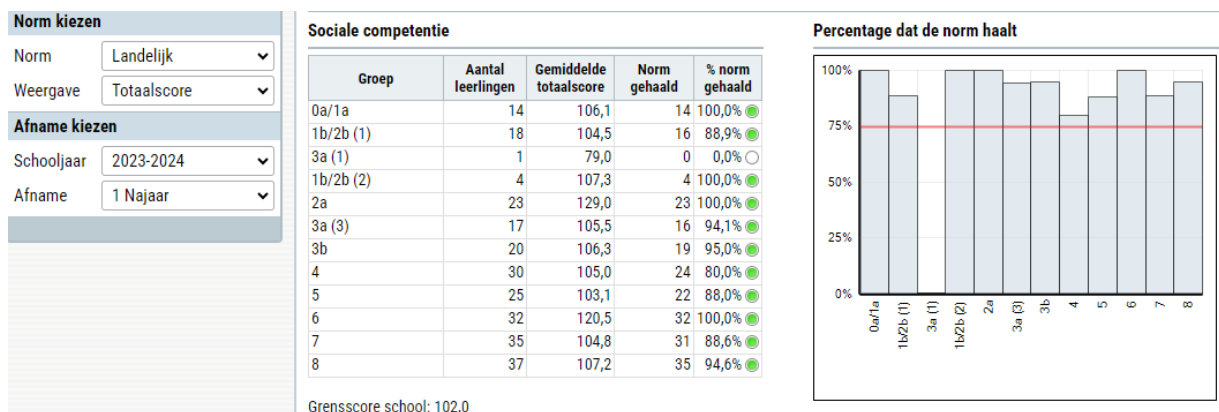 Norm kiezen
Norm Landelijk
Weergave Totaalscore
Afname kiezen
Schooljaar 2023-2024
Afname 1 Najaar
Sociale competentie
Groep Aantal leerlingen Gemiddelde totaalscore Norm gehaald % norm gehaald
0a/1a 14 106,1 14 100,0%
1b/2b (1) 18 104,5 16 88,9%
3a (1) 1 79,0 0 0,0%
1b/2b (2) 4 107,3 4 100,0%
2a 23 129,0 23 100,0%
3a (3) 17 105,5 16 94,1%
3b 20 106,3 19 95,0%
4 30 105,0 24 80,0%
5 25 103,1 22 88,0%
6 32 120,5 32 100,0%
7 35 104,8 31 88,6%
8 37 107,2 35 94,6%
Grensscore school: 102,0
Percentage dat de norm haalt
100%
75%
50%
25%
0%
0a/1a 1b/2b (1) 3a (1) 1b/2b (2) 2a 3a (3) 3b 4 5 6 7 8